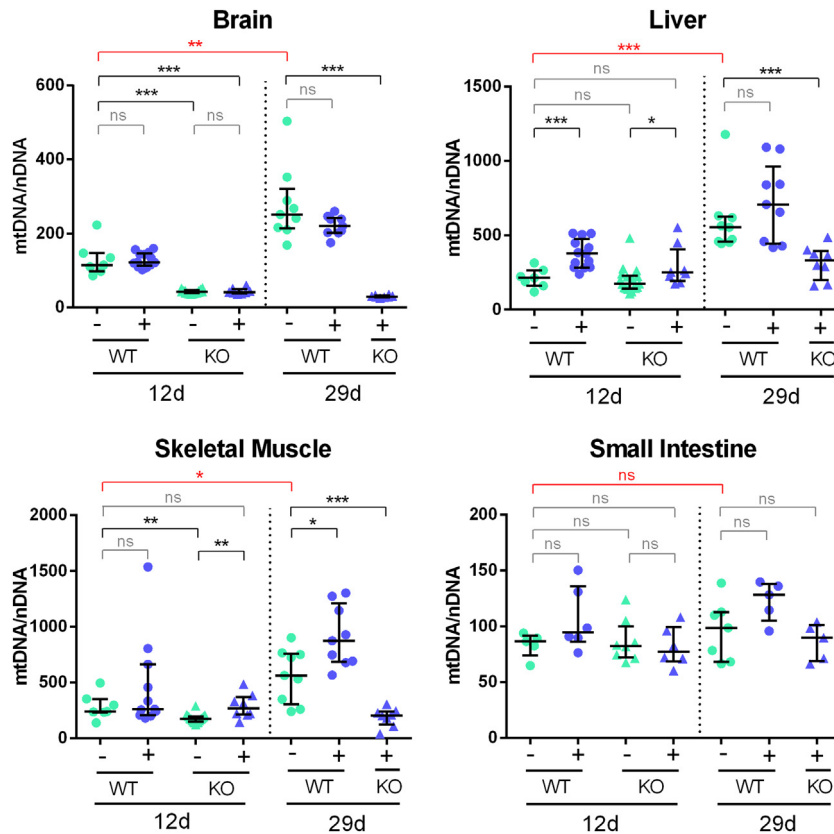 Brain
**
***
***
***
ns
ns
ns
mtDNA/nDNA
600
400
200
0
- + - + - + +
WT KO WT KO
12d 29d
Liver
***
ns
ns
***
***
*
ns
mtDNA/nDNA
1500
1000
500
0
- + - + - + +
WT KO WT KO
12d 29d
Skeletal Muscle
*
ns
***
**
*
ns
**
mtDNA/nDNA
2000
1500
1000
500
0
- + - + - + +
WT KO WT KO
12d 29d
Small Intestine
ns
ns
ns
ns
ns
ns
ns
mtDNA/nDNA
200
150
100
50
0
- + - + - + +
WT KO WT KO
12d 29d